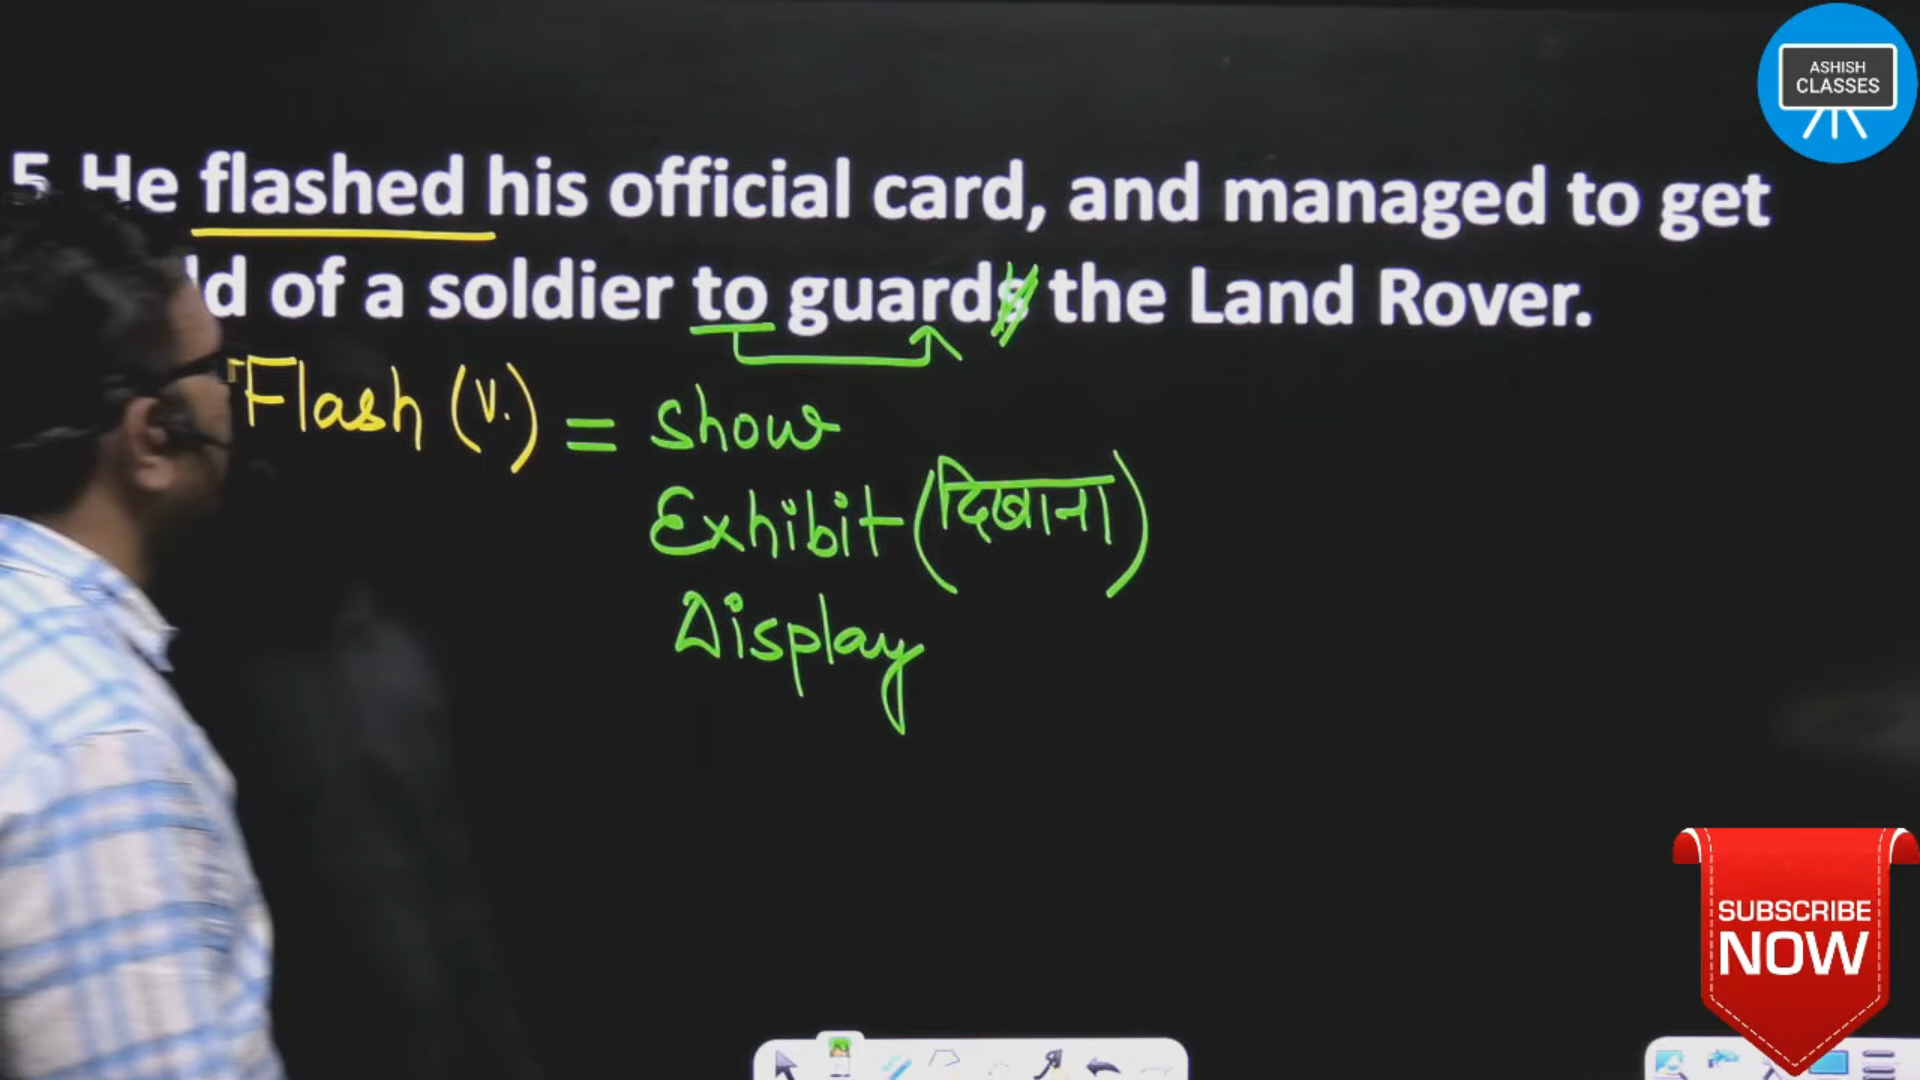 ASHISH
CLASSES
5. He flashed his official card, and managed to get
ld of a soldier to guards the Land Rover.
Flash (v.) = show
Exhibit (दिखाना)
Display
SUBSCRIBE
NOW